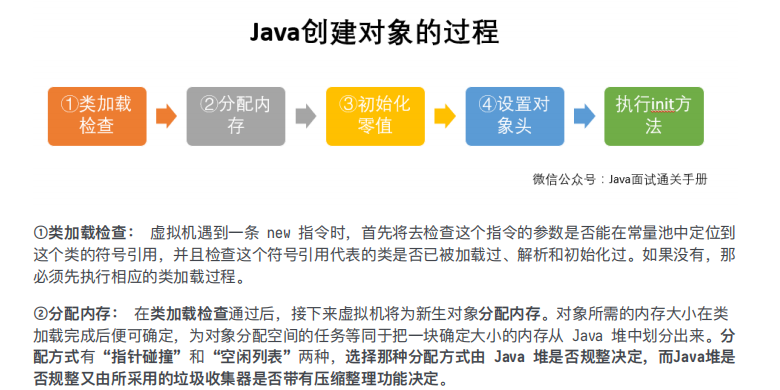 Java创建对象的过程
①类加载
检查
②分配内
存
③初始化
零值
④设置对
象头
执行init方
法
微信公众号：Java面试通关手册
①类加载检查： 虚拟机遇到一条 new 指令时，首先将去检查这个指令的参数是否能在常量池中定位到
这个类的符号引用，并且检查这个符号引用代表的类是否已被加载过、解析和初始化过。如果没有，那
必须先执行相应的类加载过程。
②分配内存： 在类加载检查通过后，接下来虚拟机将为新生对象分配内存。对象所需的内存大小在类
加载完成后便可确定，为对象分配空间的任务等同于把一块确定大小的内存从 Java 堆中划分出来。分
配方式有“指针碰撞”和“空闲列表”两种，选择那种分配方式由 Java 堆是否规整决定，而Java堆是
否规整又由所采用的垃圾收集器是否带有压缩整理功能决定。